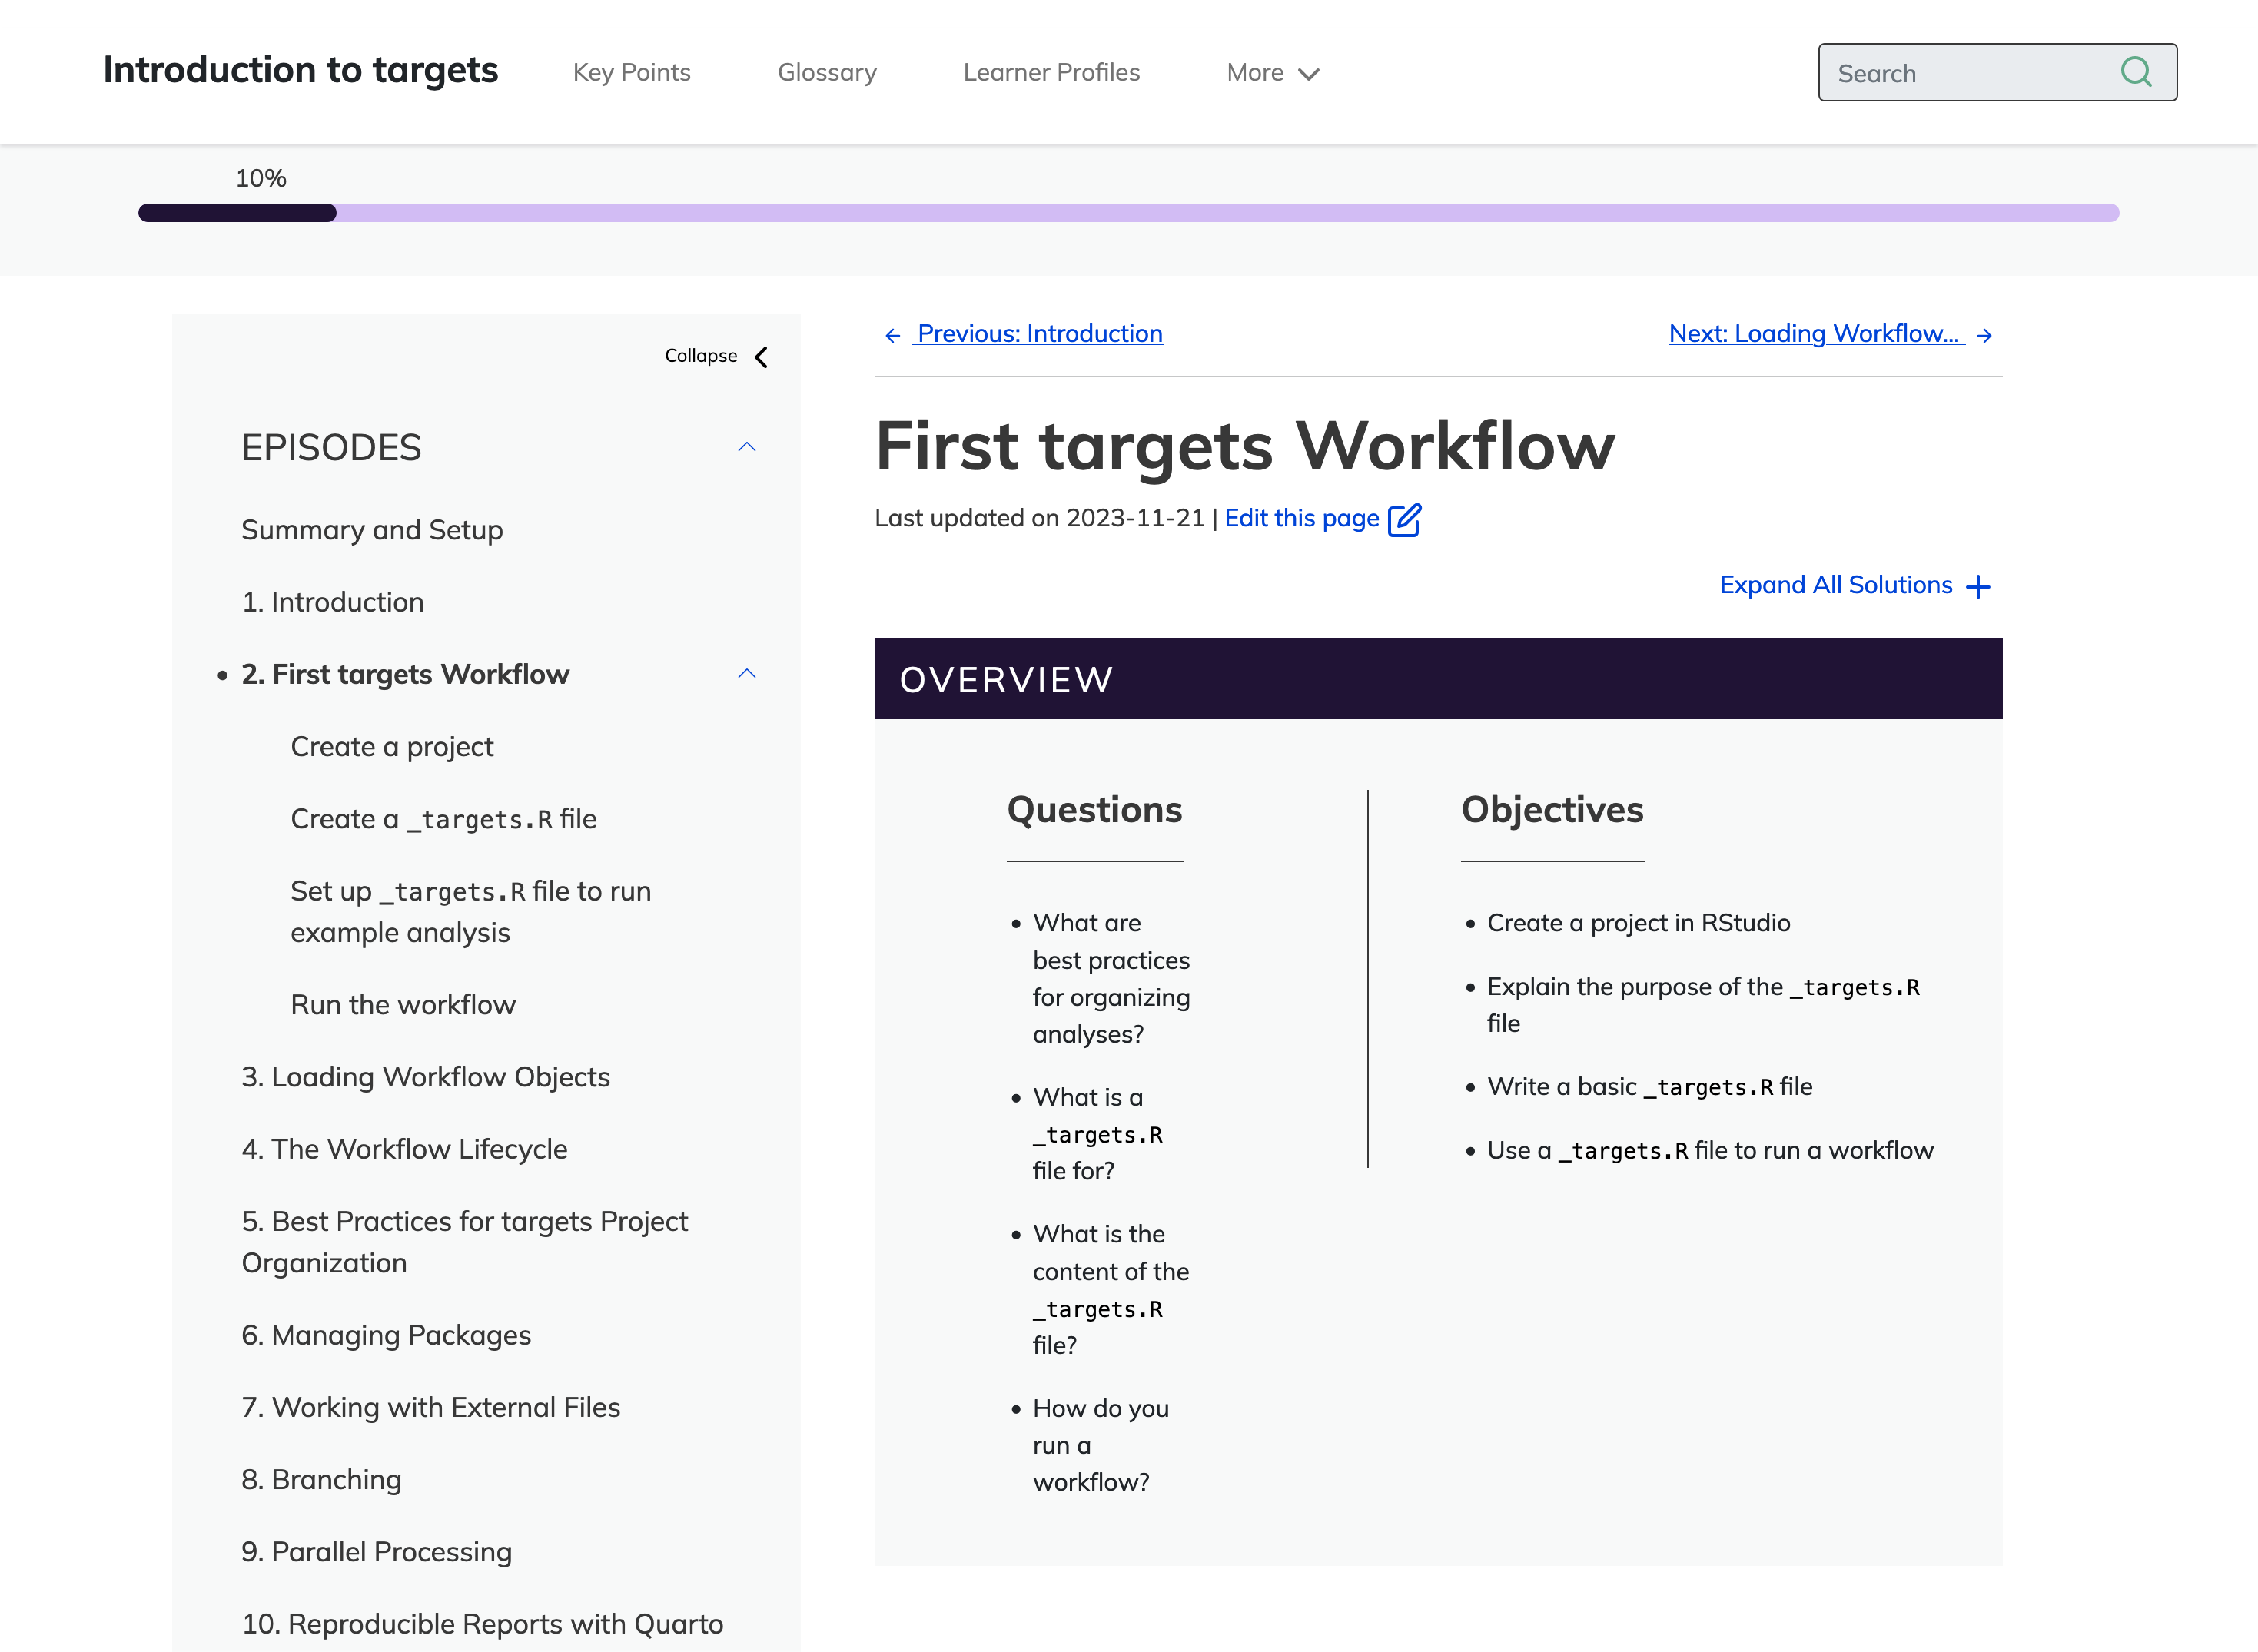 Introduction to targets
Key Points
Glossary
Learner Profiles
More
Search
10%
Collapse
EPISODES
Summary and Setup
1. Introduction
2. First targets Workflow
Create a project
Create a _targets.R file
Set up _targets.R file to run
example analysis
Run the workflow
3. Loading Workflow Objects
4. The Workflow Lifecycle
5. Best Practices for targets Project
Organization
6. Managing Packages
7. Working with External Files
8. Branching
9. Parallel Processing
10. Reproducible Reports with Quarto
Previous: Introduction
Next: Loading Workflow...
First targets Workflow
Last updated on 2023-11-21 | Edit this page
Expand All Solutions
OVERVIEW
Questions
What are
best practices
for organizing
analyses?
What is a
_targets.R
file for?
What is the
content of the
_targets.R
file?
How do you
run a
workflow?
Objectives
Create a project in RStudio
Explain the purpose of the _targets.R
file
Write a basic _targets.R file
Use a _targets.R file to run a workflow